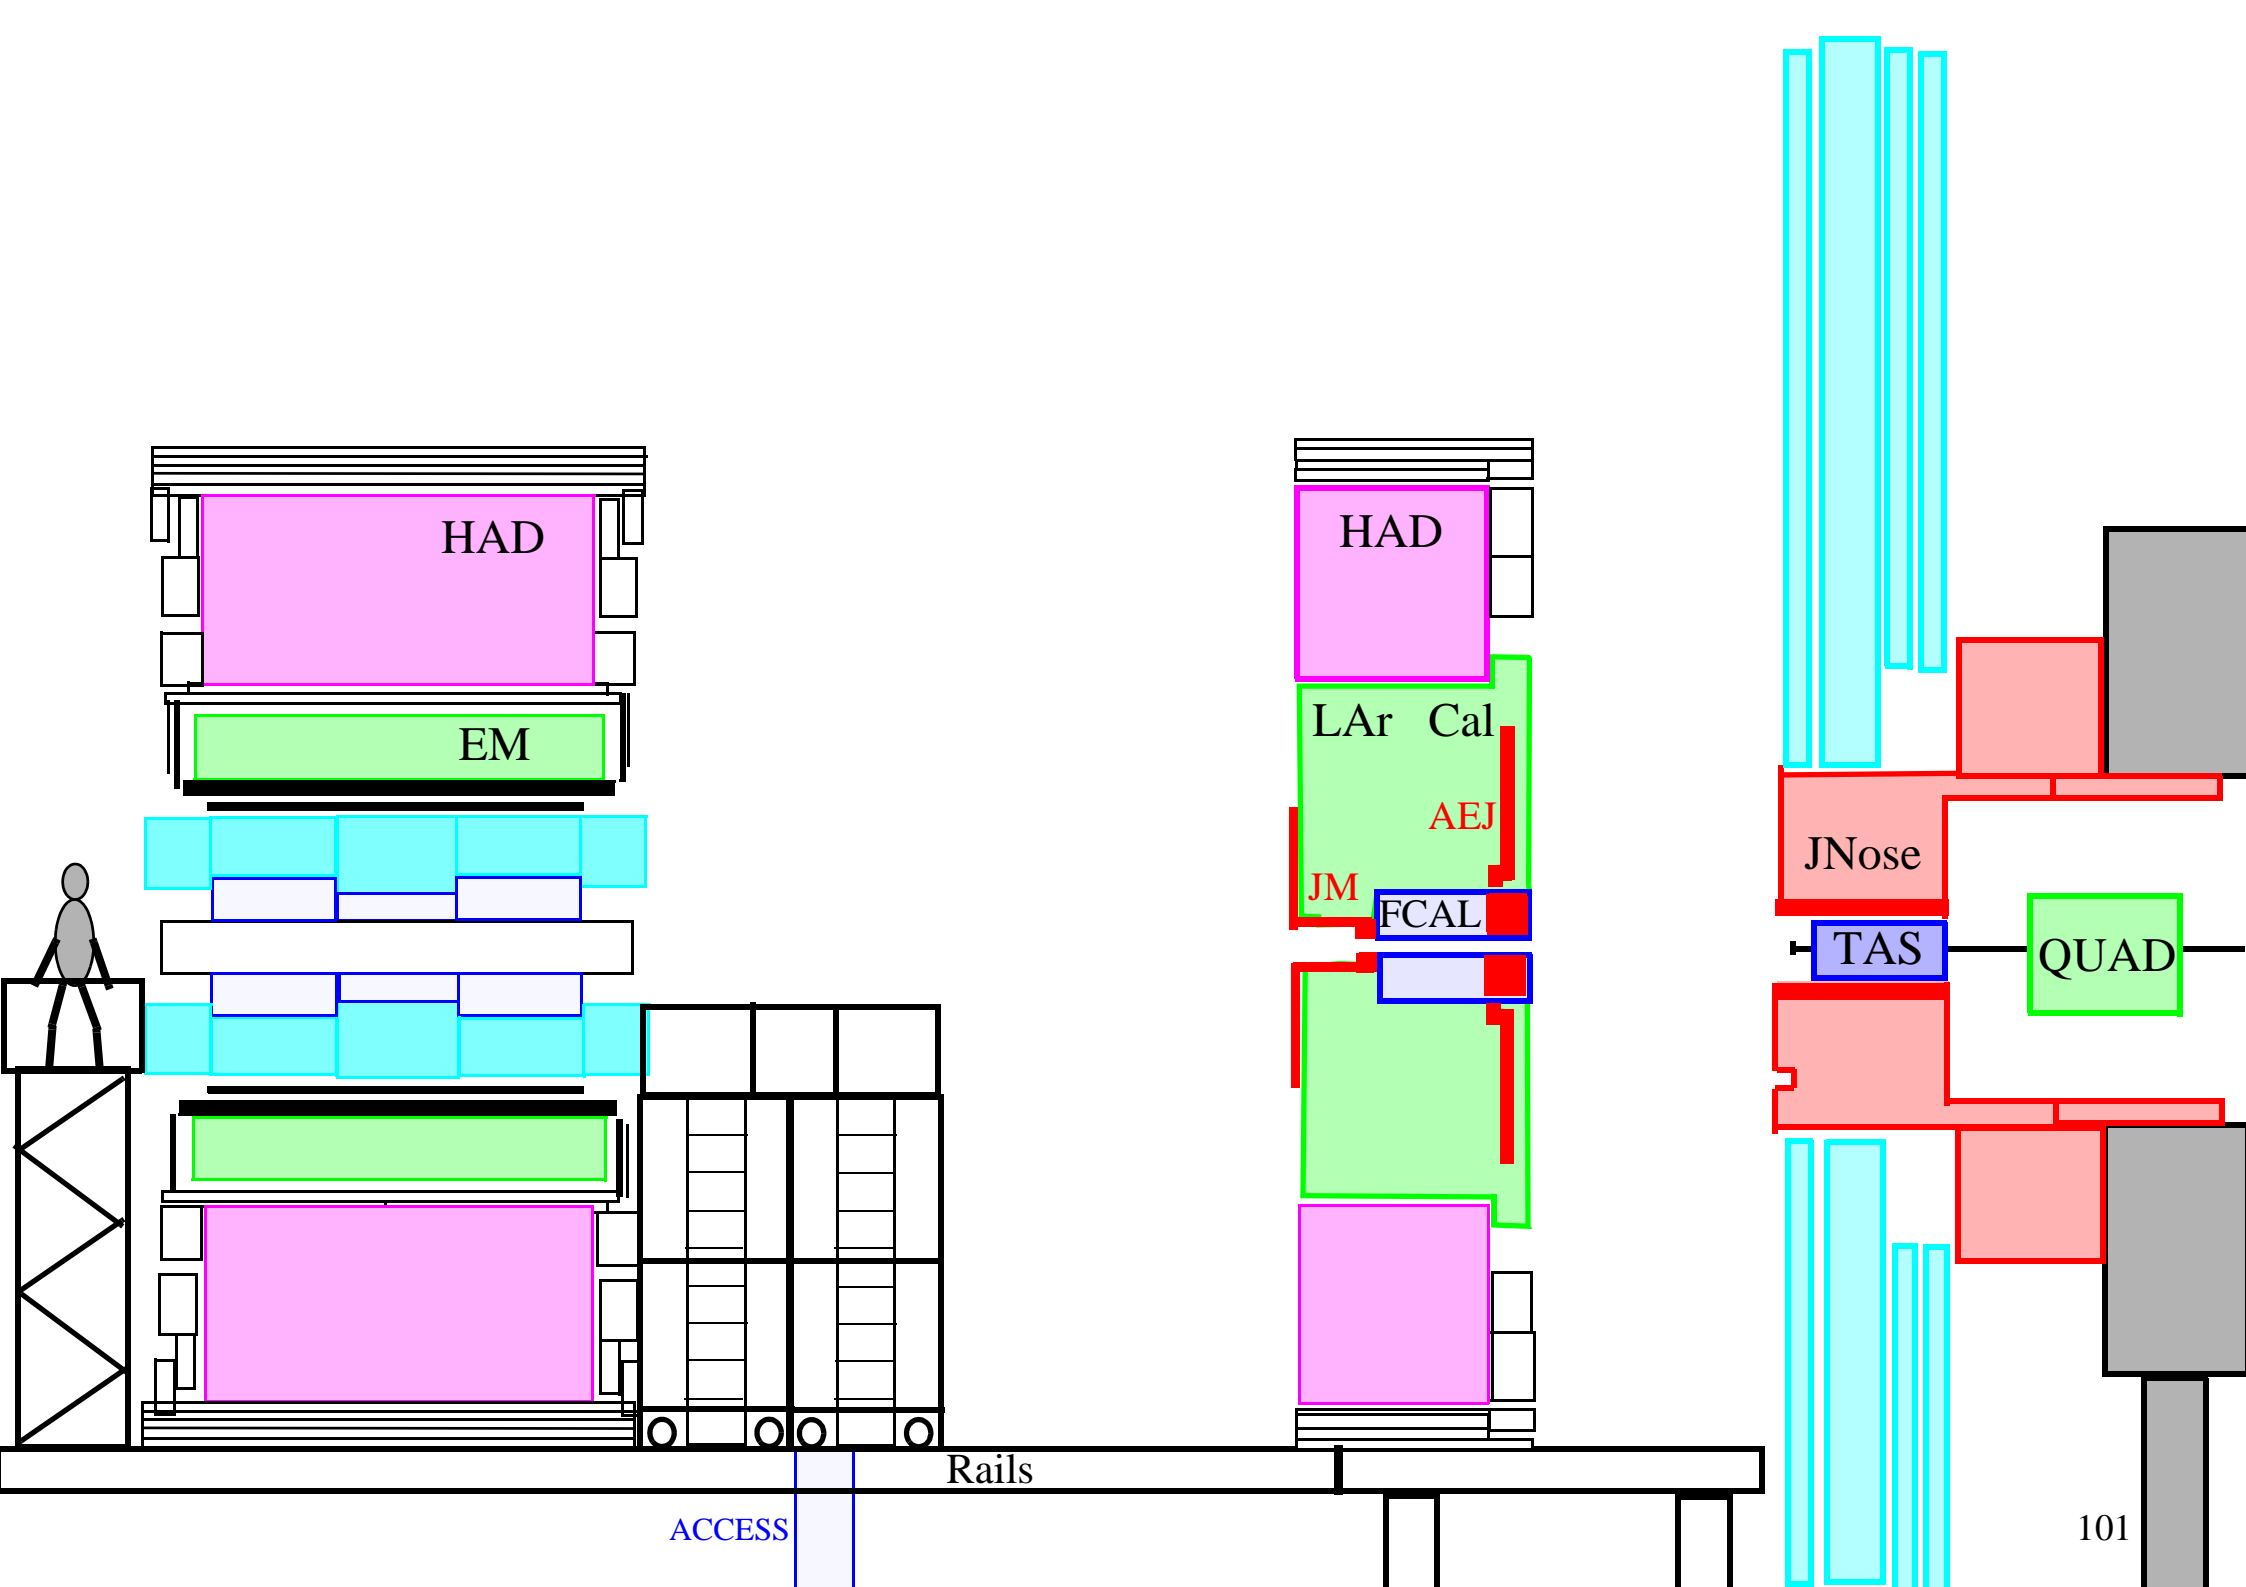 HAD
HAD
EM
LAr Cal
AEJ
JM
FCAL
JNose
TAS
QUAD
Rails
ACCESS
101